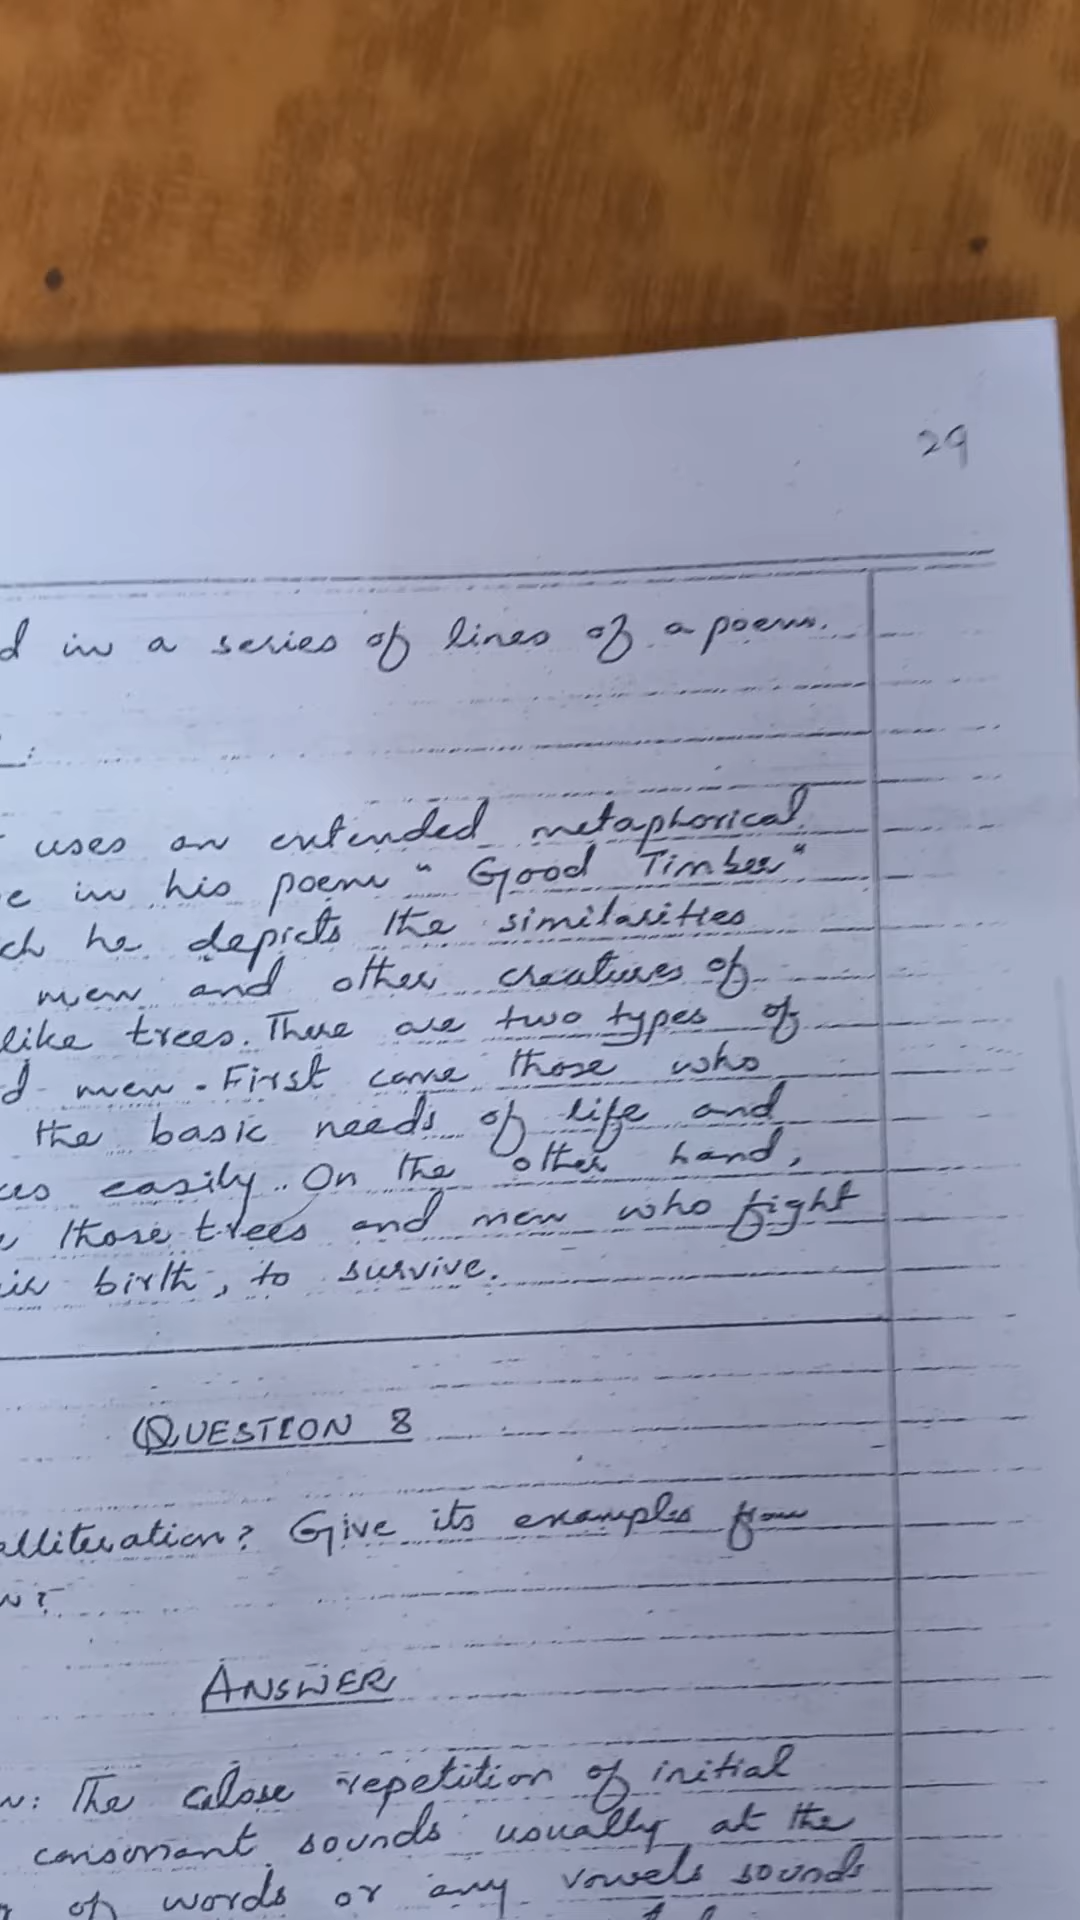 29
d in a series of lines of a poem.
uses an extended metaphorical
e in his poem "Good Timber"
ch he depicts the similarities
men and other creatures of
like trees. There are two types of
d men. First come those who
the basic needs of life and
ces easily. On the other hand,
those trees and men who fight
eir birth, to survive.
QUESTION 8
alliteration? Give its examples from
ANSWER
n: The close repetition of initial
consonant sounds usually at the
of words or any vowels sounds